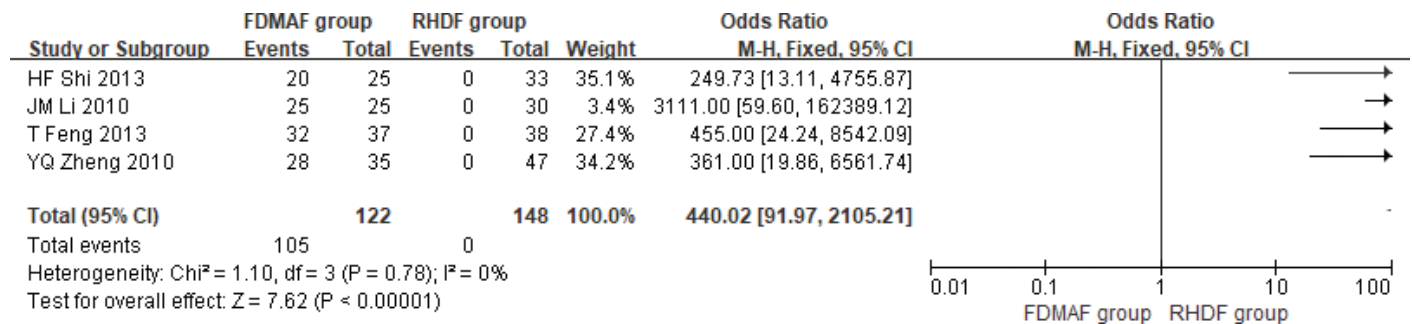 FDMAF group RHDF group Odds Ratio Odds Ratio
Study or Subgroup Events Total Events Total Weight M-H, Fixed, 95% CI M-H, Fixed, 95% CI
HF Shi 2013 20 25 0 33 35.1% 249.73 [13.11, 4755.87]
JM Li 2010 25 25 0 30 3.4% 3111.00 [59.60, 162389.12]
T Feng 2013 32 37 0 38 27.4% 455.00 [24.24, 8542.09]
YQ Zheng 2010 28 35 0 47 34.2% 361.00 [19.86, 6561.74]
Total (95% CI) 122 148 100.0% 440.02 [91.97, 2105.21]
Total events 105 0
Heterogeneity: Chi² = 1.10, df = 3 (P = 0.78); I² = 0%
Test for overall effect: Z = 7.62 (P < 0.00001)
0.01 0.1 1 10 100
FDMAF group RHDF group